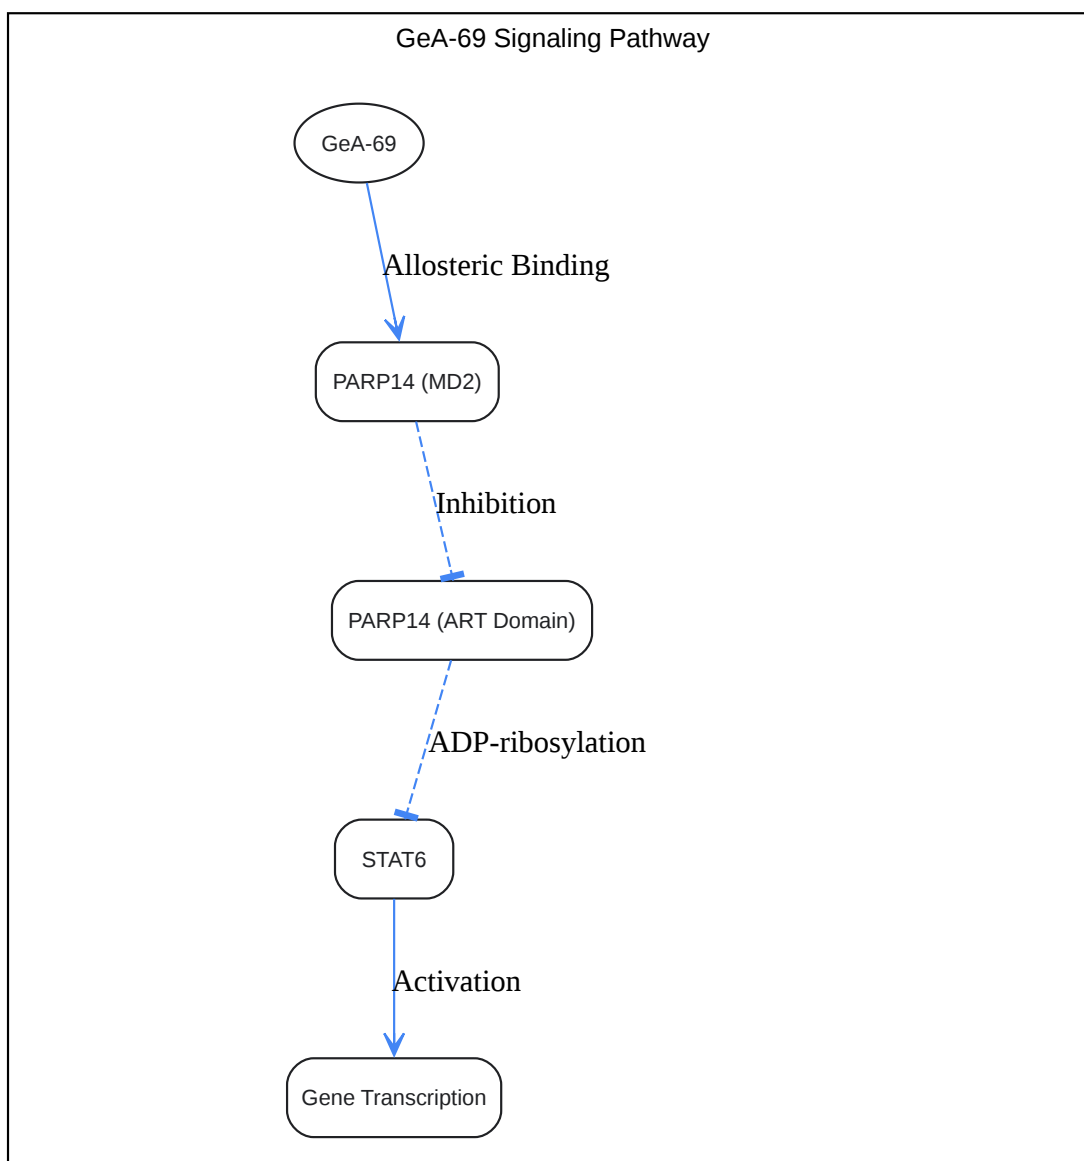 GeA-69 Signaling Pathway
GeA-69
Allosteric Binding
PARP14 (MD2)
Inhibition
PARP14 (ART Domain)
ADP-ribosylation
STAT6
Activation
Gene Transcription